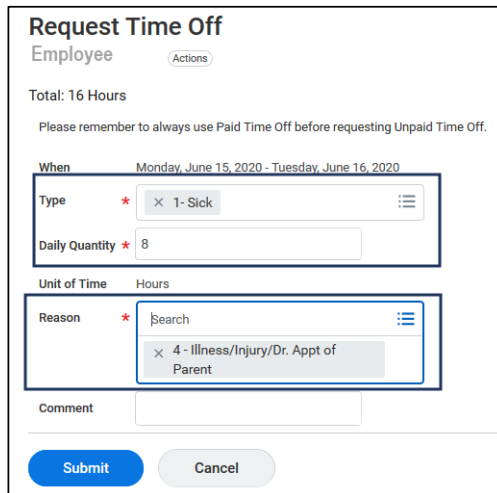 Request Time Off
Employee Actions
Total: 16 Hours
Please remember to always use Paid Time Off before requesting Unpaid Time Off.
When Monday, June 15, 2020 - Tuesday, June 16, 2020
Type * × 1- Sick
Daily Quantity * 8
Unit of Time Hours
Reason * Search
× 4 - Illness/Injury/Dr. Appt of
Parent
Comment
Submit Cancel